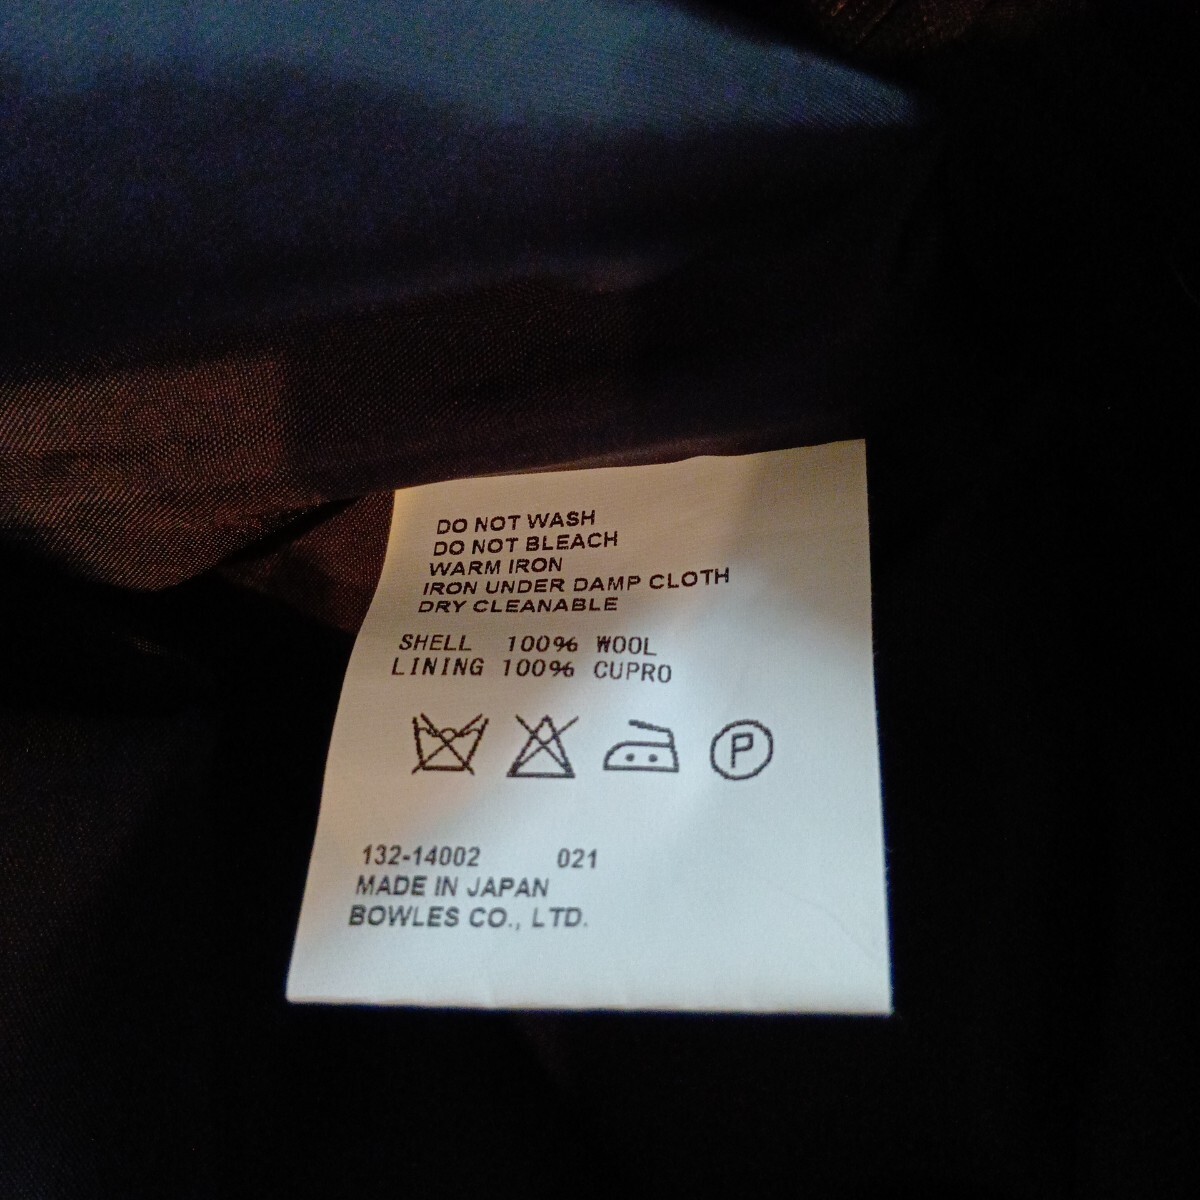 DO NOT WASH
DO NOT BLEACH
WARM IRON
IRON UNDER DAMP CLOTH
DRY CLEANABLE
SHELL 100% WOOL
LINING 100% CUPRO
P
132-14002 021
MADE IN JAPAN
BOWLES CO., LTD.